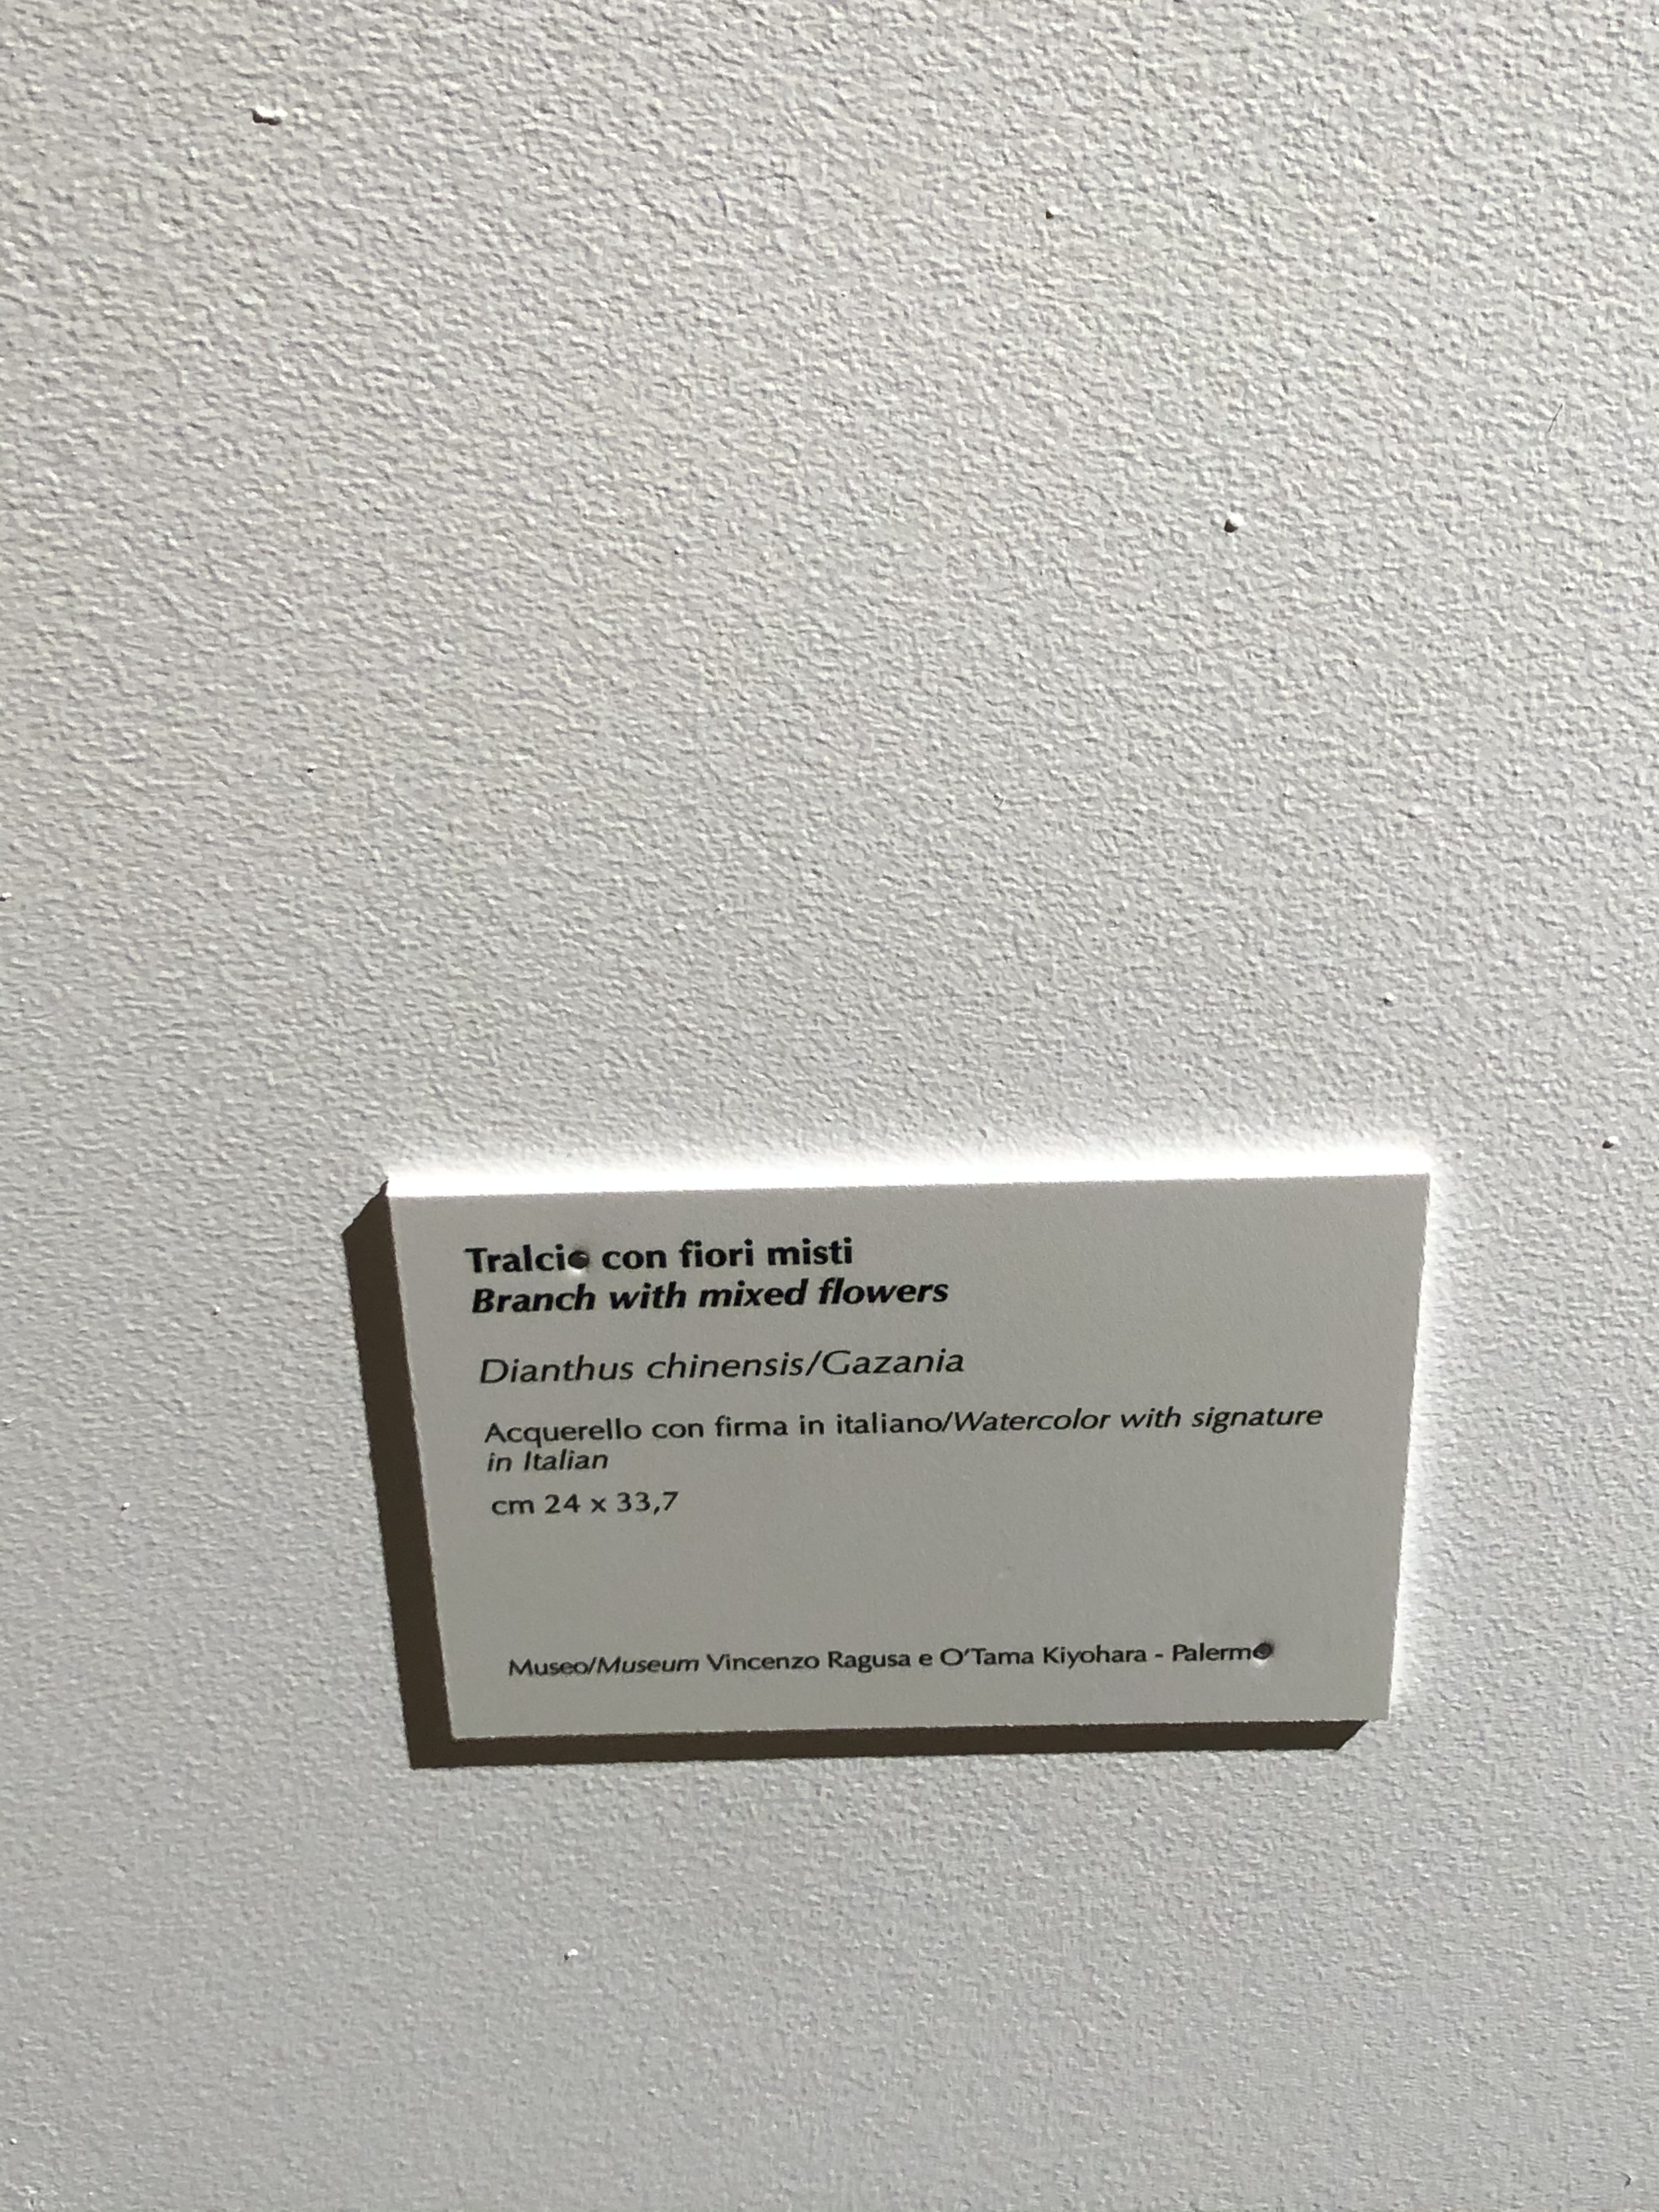 Tralcio con fiori misti
Branch with mixed flowers
Dianthus chinensis/Gazania
Acquerello con firma in italiano/Watercolor with signature
in Italian
cm 24 x 33,7
Museo/Museum Vincenzo Ragusa e O'Tama Kiyohara - Palermo